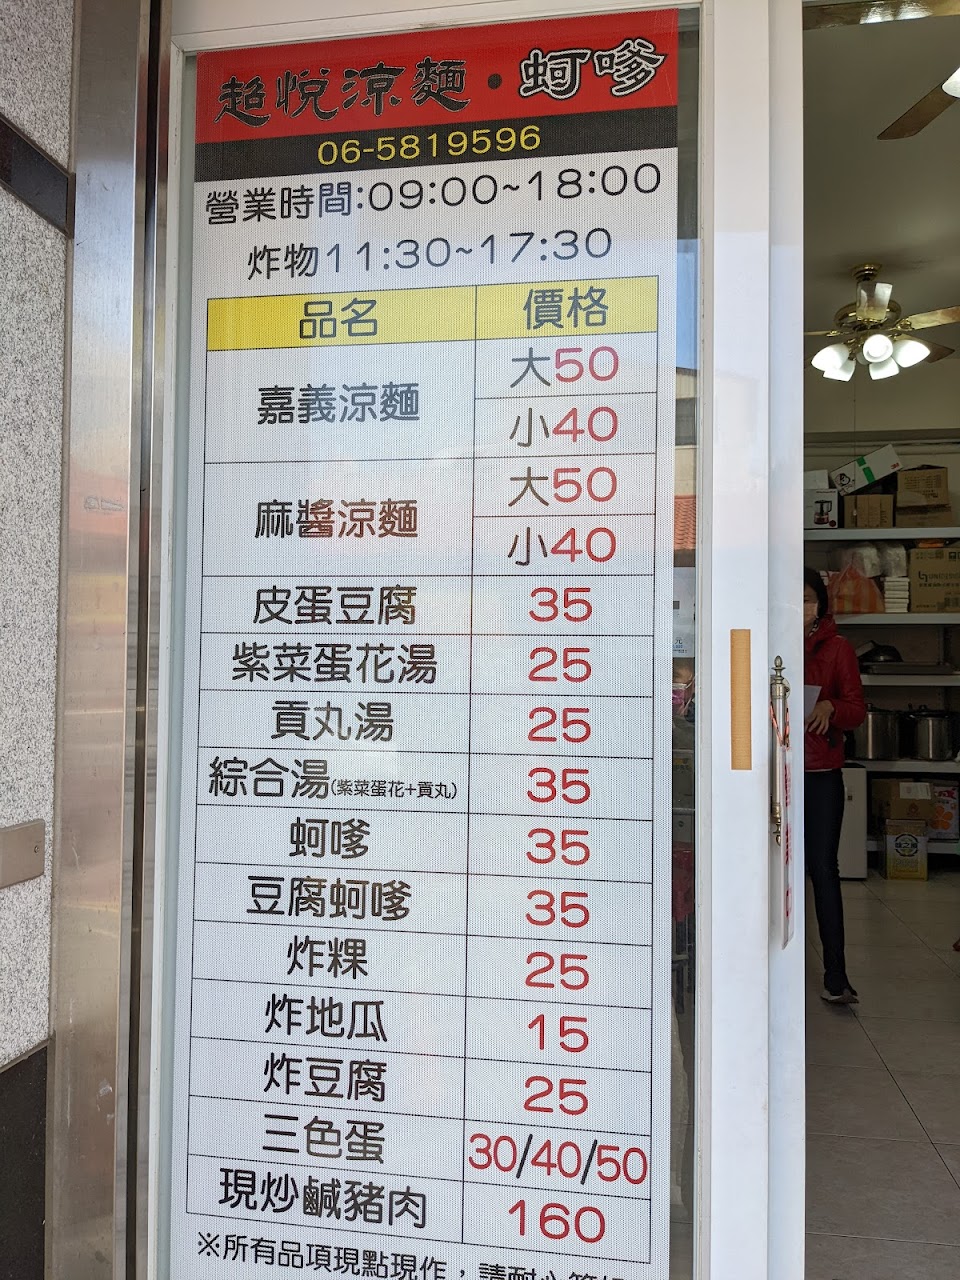 超悅涼麵·蚵嗲
06-5819596
營業時間:09:00~18:00
炸物11:30~17:30
品名 價格
嘉義涼麵 大50
小40
麻醬涼麵 大50
小40
皮蛋豆腐 35
紫菜蛋花湯 25
貢丸湯 25
綜合湯(紫菜蛋花+貢丸) 35
蚵嗲 35
豆腐蚵嗲 35
炸粿 25
炸地瓜 15
炸豆腐 25
三色蛋 30/40/50
現炒鹹豬肉 160
※所有品項現點現作，請耐心等